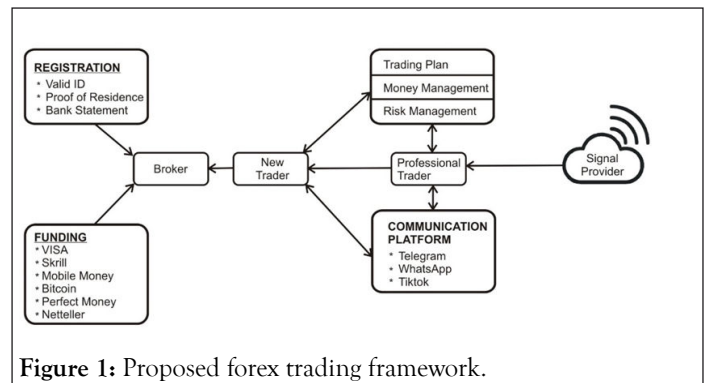 REGISTRATION
* Valid ID
* Proof of Residence
* Bank Statement
Trading Plan
Money Management
Risk Management
Broker
New
Trader
Professional
Trader
Signal
Provider
FUNDING
* VISA
* Skrill
* Mobile Money
* Bitcoin
* Perfect Money
* Netteller
COMMUNICATION
PLATFORM
* Telegram
* WhatsApp
* Tiktok
Figure 1: Proposed forex trading framework.